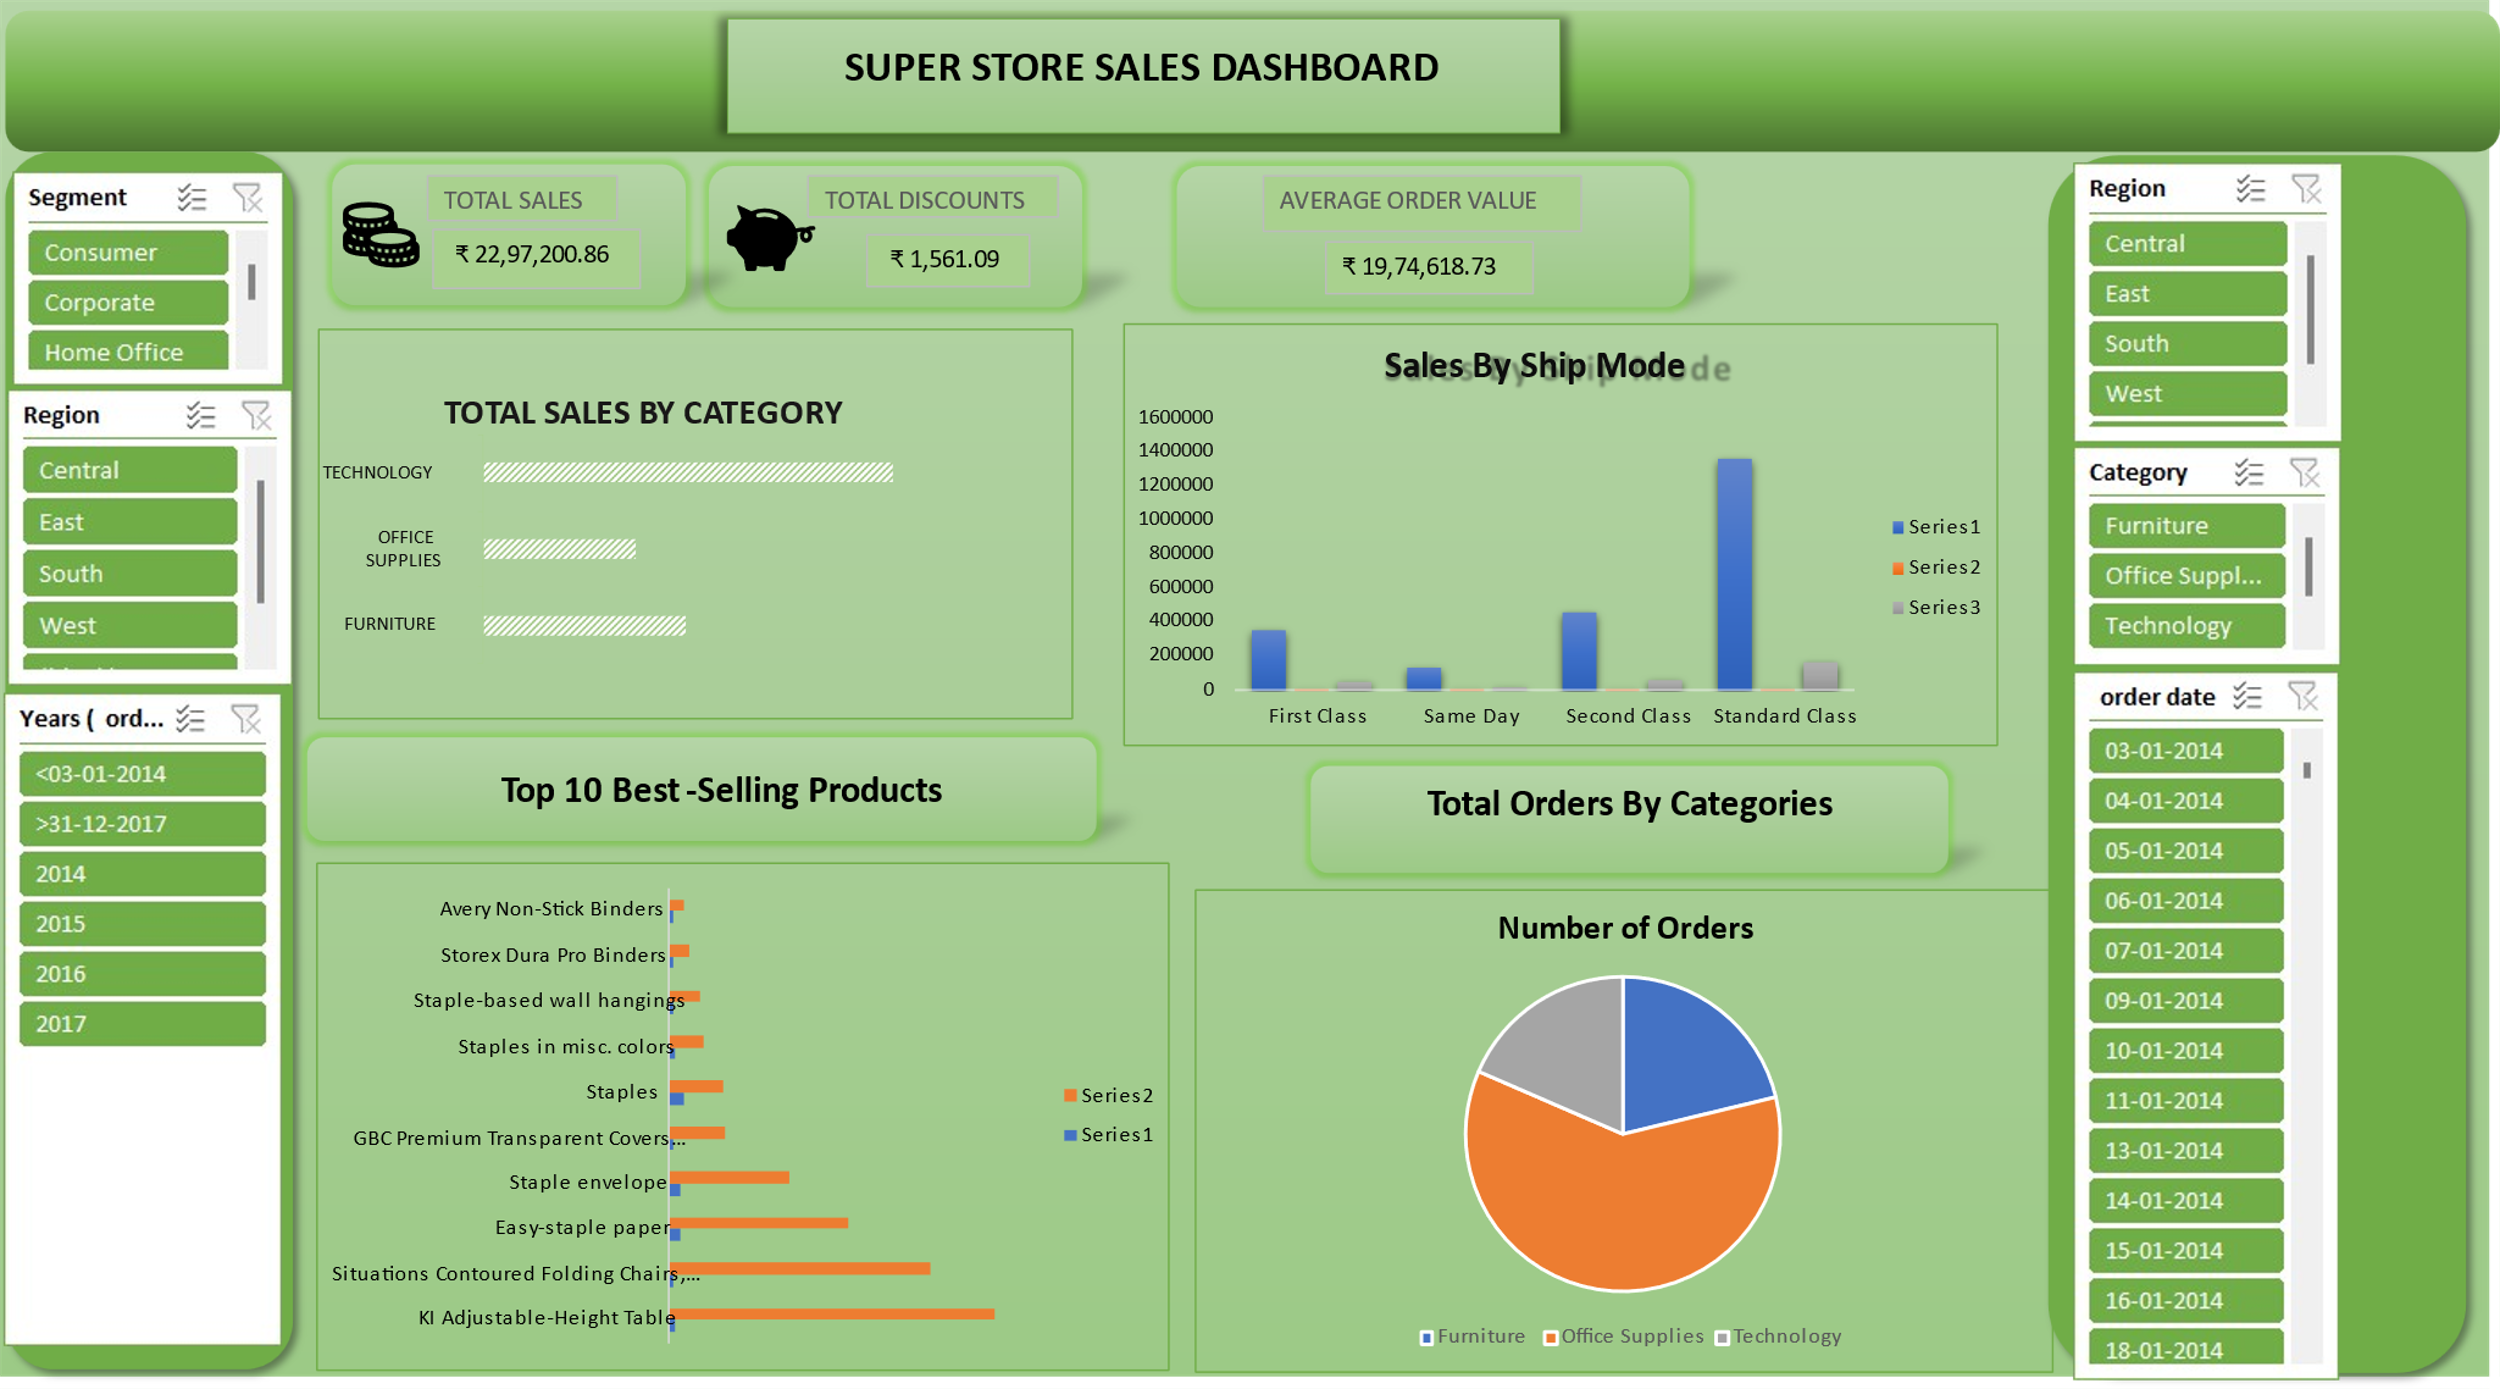 SUPER STORE SALES DASHBOARD
Segment
Consumer
Corporate
Home Office
Region
Central
East
South
West
Years ( ord...
<03-01-2014
>31-12-2017
2014
2015
2016
2017
TOTAL SALES
₹ 22,97,200.86
TOTAL DISCOUNTS
₹ 1,561.09
AVERAGE ORDER VALUE
₹ 19,74,618.73
TOTAL SALES BY CATEGORY
TECHNOLOGY
OFFICE
SUPPLIES
FURNITURE
Sales By Ship Mode
1600000
1400000
1200000
1000000
800000
600000
400000
200000
0
First Class
Same Day
Second Class
Standard Class
Series1
Series2
Series3
Top 10 Best -Selling Products
Avery Non-Stick Binders
Storex Dura Pro Binders
Staple-based wall hangings
Staples in misc. colors
Staples
GBC Premium Transparent Covers...
Staple envelope
Easy-staple paper
Situations Contoured Folding Chairs,...
KI Adjustable-Height Table
Series2
Series1
Total Orders By Categories
Number of Orders
Furniture
Office Supplies
Technology
Region
Central
East
South
West
Category
Furniture
Office Suppl...
Technology
order date
03-01-2014
04-01-2014
05-01-2014
06-01-2014
07-01-2014
09-01-2014
10-01-2014
11-01-2014
13-01-2014
14-01-2014
15-01-2014
16-01-2014
18-01-2014